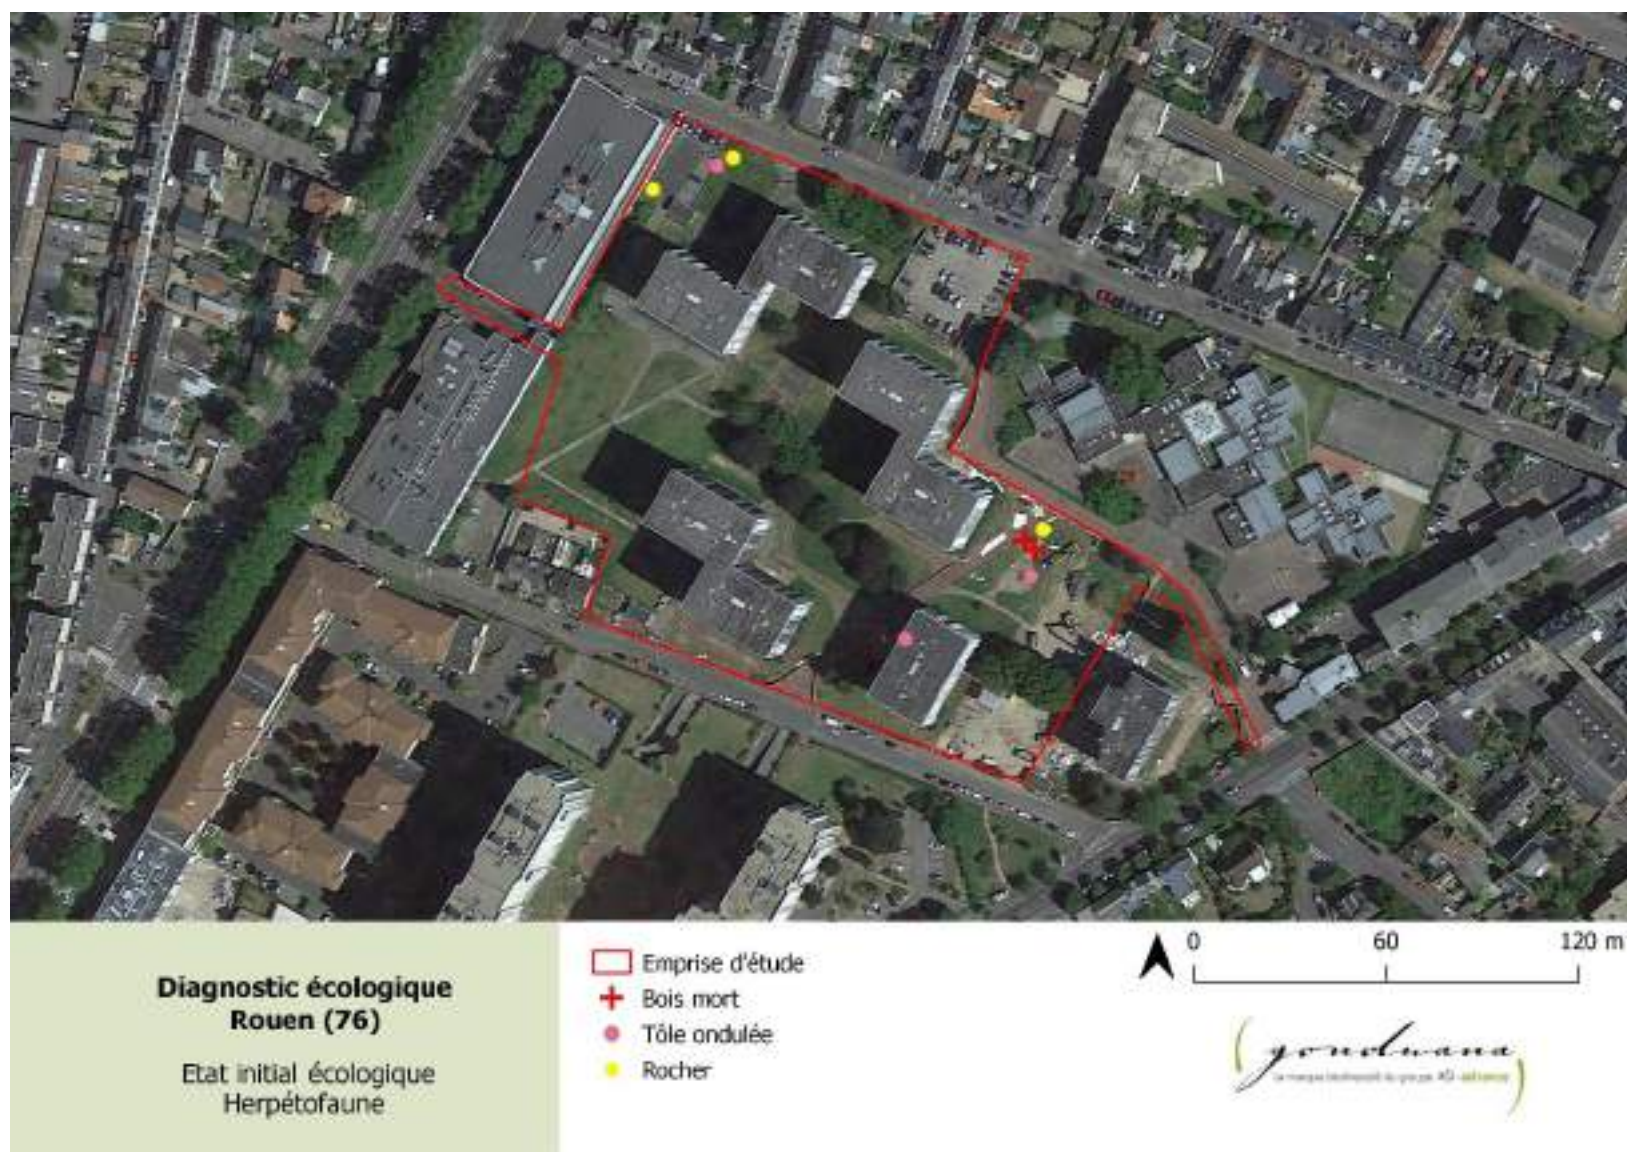 Diagnostic écologique
Rouen (76)
Etat initial écologique
Herpétofaune
Emprise d'étude
Bois mort
Tôle ondulée
Rocher
0 60 120 m
gondwana